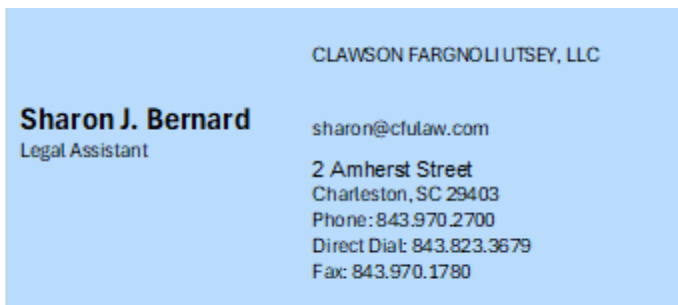 CLAWSON FARGNOLI UTSEY, LLC
Sharon J. Bernard
Legal Assistant
sharon@cfulaw.com
2 Amherst Street
Charleston, SC 29403
Phone: 843.970.2700
Direct Dial: 843.823.3679
Fax: 843.970.1780